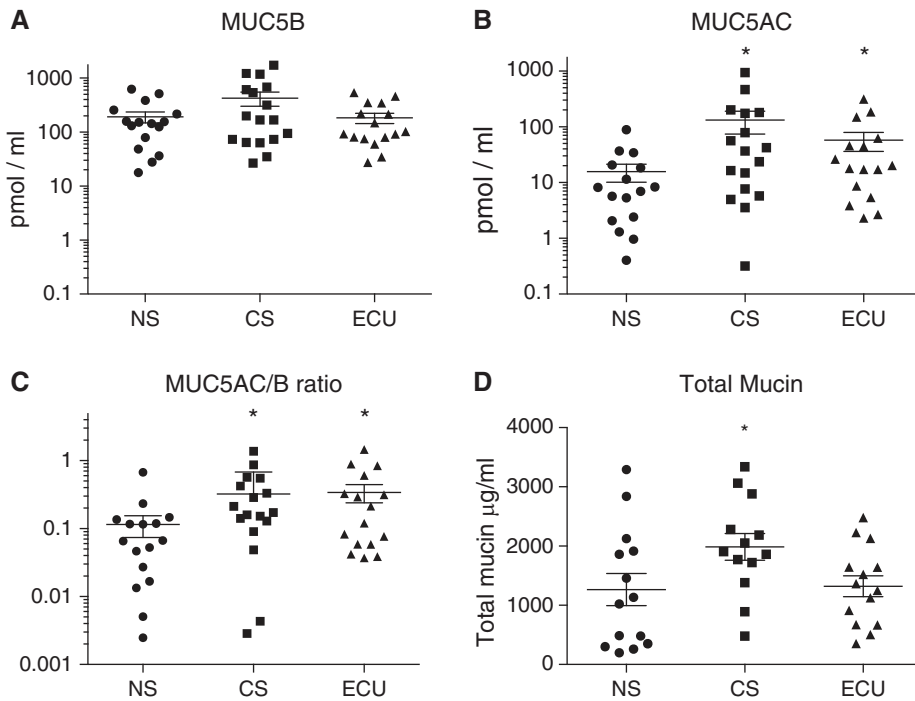 A
MUC5B
pmol / ml
1000
100
10
1
0.1
NS CS ECU
B
MUC5AC
* *
pmol / ml
1000
100
10
1
0.1
NS CS ECU
C
MUC5AC/B ratio
* *
1
0.1
0.01
0.001
NS CS ECU
D
Total Mucin
*
Total mucin μg/ml
4000
3000
2000
1000
0
NS CS ECU